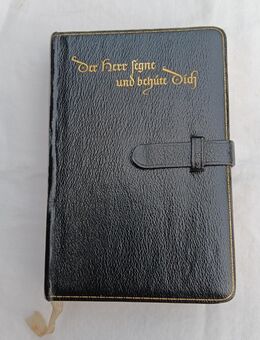 Der Herr segne
und behüte Dich